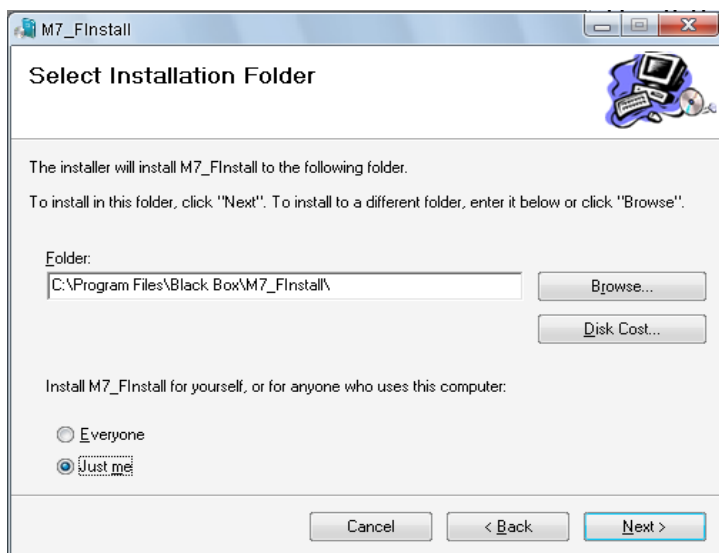 M7_FInstall
Select Installation Folder
The installer will install M7_FInstall to the following folder.
To install in this folder, click "Next". To install to a different folder, enter it below or click "Browse".
Folder:
C:\Program Files\Black Box\M7_FInstall\
Browse...
Disk Cost...
Install M7_FInstall for yourself, or for anyone who uses this computer:
Everyone
Just me
Cancel
< Back
Next >